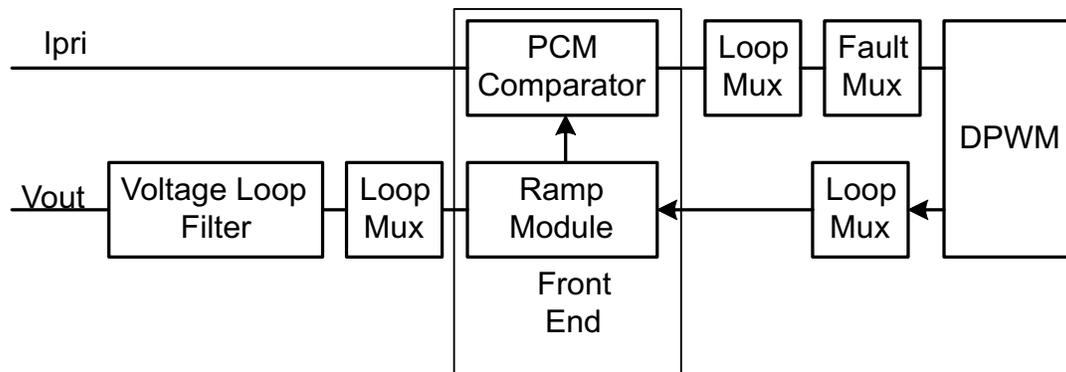 Ipri
PCM
Comparator
Loop
Mux
Fault
Mux
DPWM
Vout
Voltage Loop
Filter
Loop
Mux
Ramp
Module
Loop
Mux
Front
End